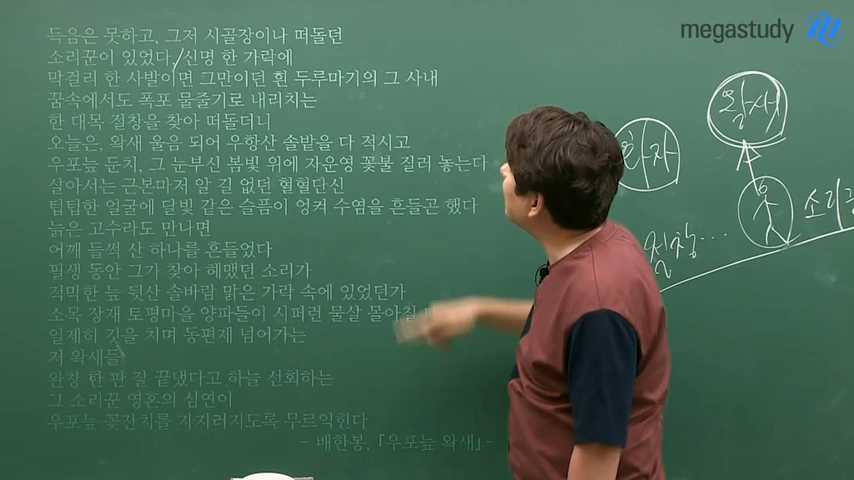 megastudy
득음은 못하고, 그저 시골장이나 떠돌던
소리꾼이 있었다, 신명 한 가락에
막걸리 한 사발이면 그만이던 흰 두루마기의 그 사내
꿈속에서도 폭포 물줄기로 내리치는
한 대목 절창을 찾아 떠돌더니
오늘은, 왁새 울음 되어 우항산 솔밭을 다 적시고
우포늪 둔치, 그 눈부신 봄빛 위에 자운영 꽃불 질러 놓는다
살아서는 근본마저 알 길 없던 혈혈단신
텁텁한 얼굴에 달빛 같은 슬픔이 엉켜 수염을 흔들곤 했다
늙은 고수라도 만나면
어깨 들썩 산 하나를 흔들었다
필생 동안 그가 찾아 헤맸던 소리가
적막한 늪 뒷산 솔바람 맑은 가락 속에 있었던가
소목 장재 토평마을 양파들이 시퍼런 물살 몰아칠
일제히 깃을 치며 동편제 넘어가는
저 왁새들
완창 한 판 잘 끝냈다고 하늘 선회하는
그 소리꾼 영혼의 심연이
우포늪 꽃잔치를 자지러지도록 무르익힌다
- 배한봉, 「우포늪 왁새」-
왁새
화자
소리꾼
절창...